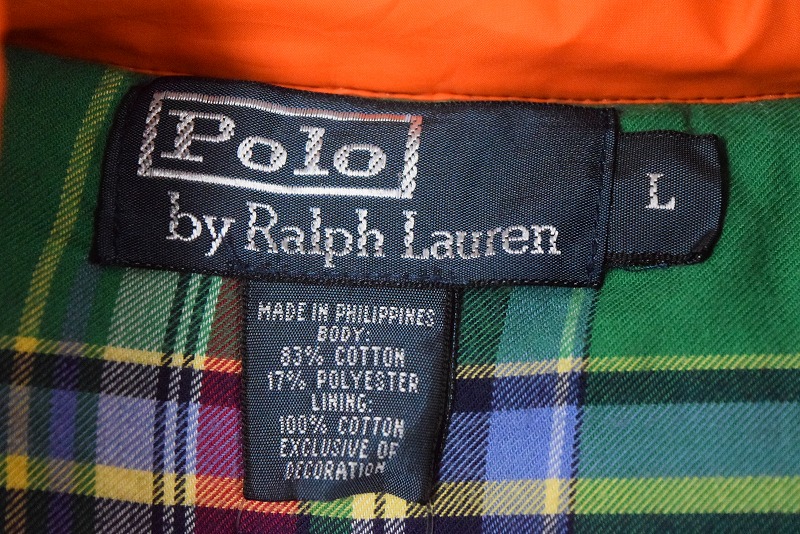 Polo
by Ralph Lauren
L
MADE IN PHILIPPINES
BODY:
83% COTTON
17% POLYESTER
LINING:
100% COTTON
EXCLUSIVE OF
DECORATION